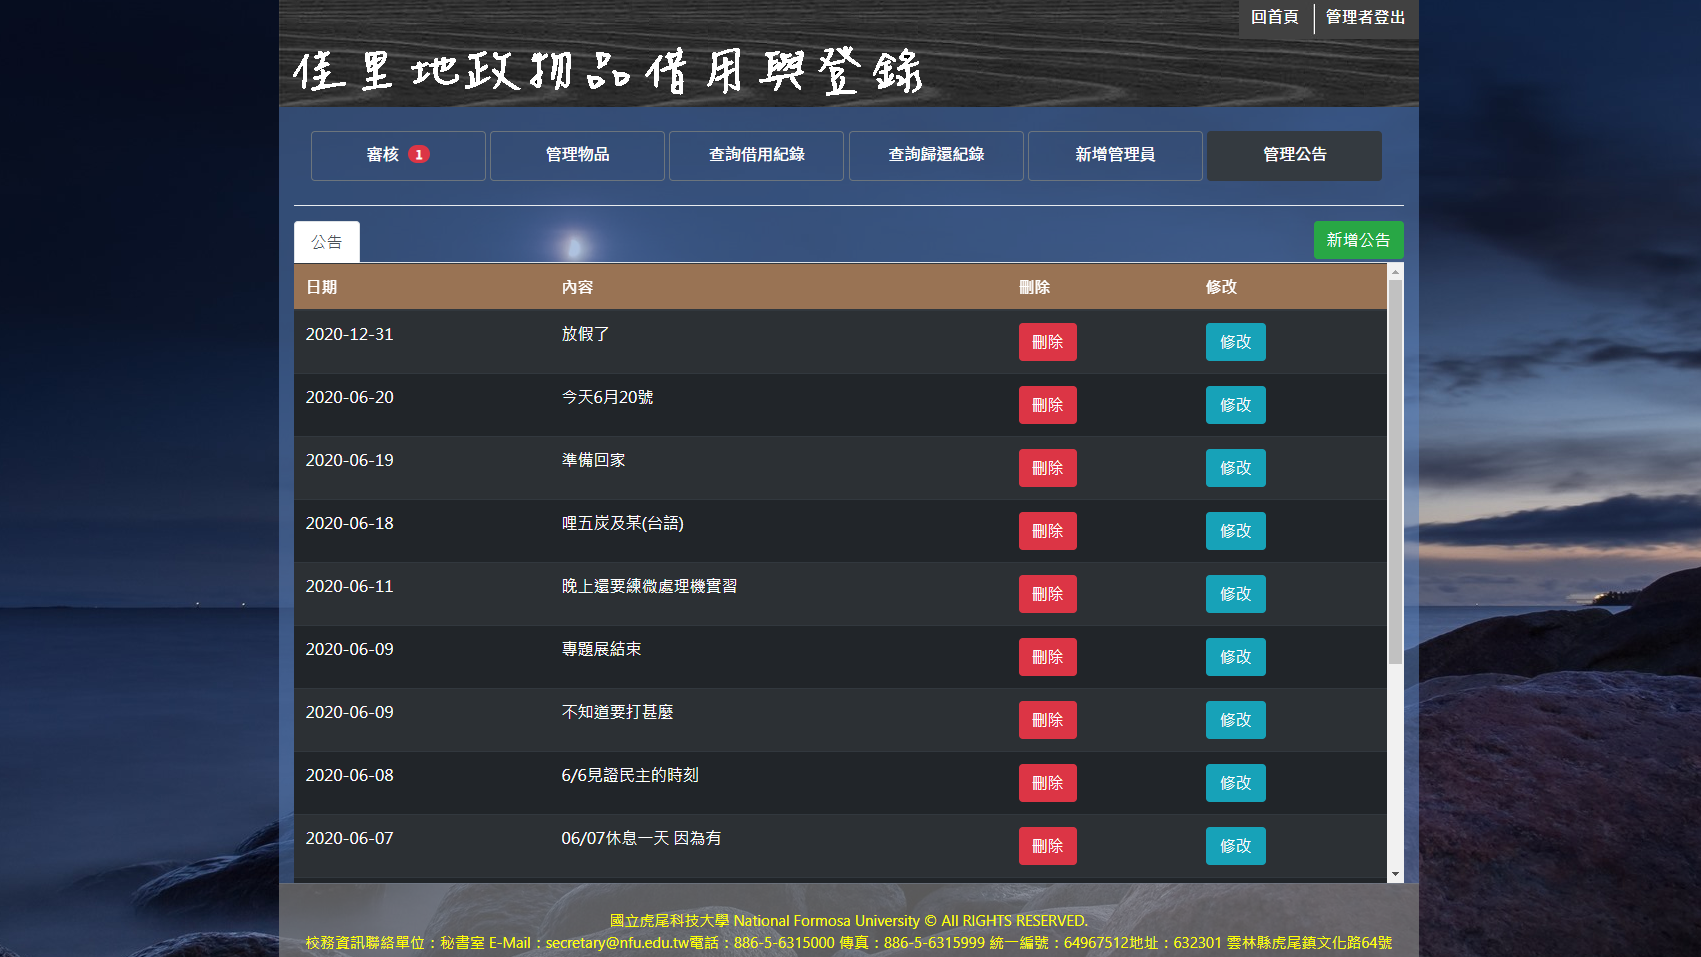 回首頁 管理者登出
佳里地政物品借用與登錄
審核 1 管理物品 查詢借用紀錄 查詢歸還紀錄 新增管理員 管理公告
公告 新增公告
日期 內容 刪除 修改
2020-12-31 放假了 刪除 修改
2020-06-20 今天6月20號 刪除 修改
2020-06-19 準備回家 刪除 修改
2020-06-18 哩五災及某(台語) 刪除 修改
2020-06-11 晚上還要練微處理機實習 刪除 修改
2020-06-09 專題展結束 刪除 修改
2020-06-09 不知道要打甚麼 刪除 修改
2020-06-08 6/6見證民主的時刻 刪除 修改
2020-06-07 06/07休息一天 因為有 刪除 修改
國立虎尾科技大學 National Formosa University © All RIGHTS RESERVED.
校務資訊聯絡單位：秘書室 E-Mail：secretary@nfu.edu.tw電話：886-5-6315000 傳真：886-5-6315999 統一編號：64967512地址：632301 雲林縣虎尾鎮文化路64號